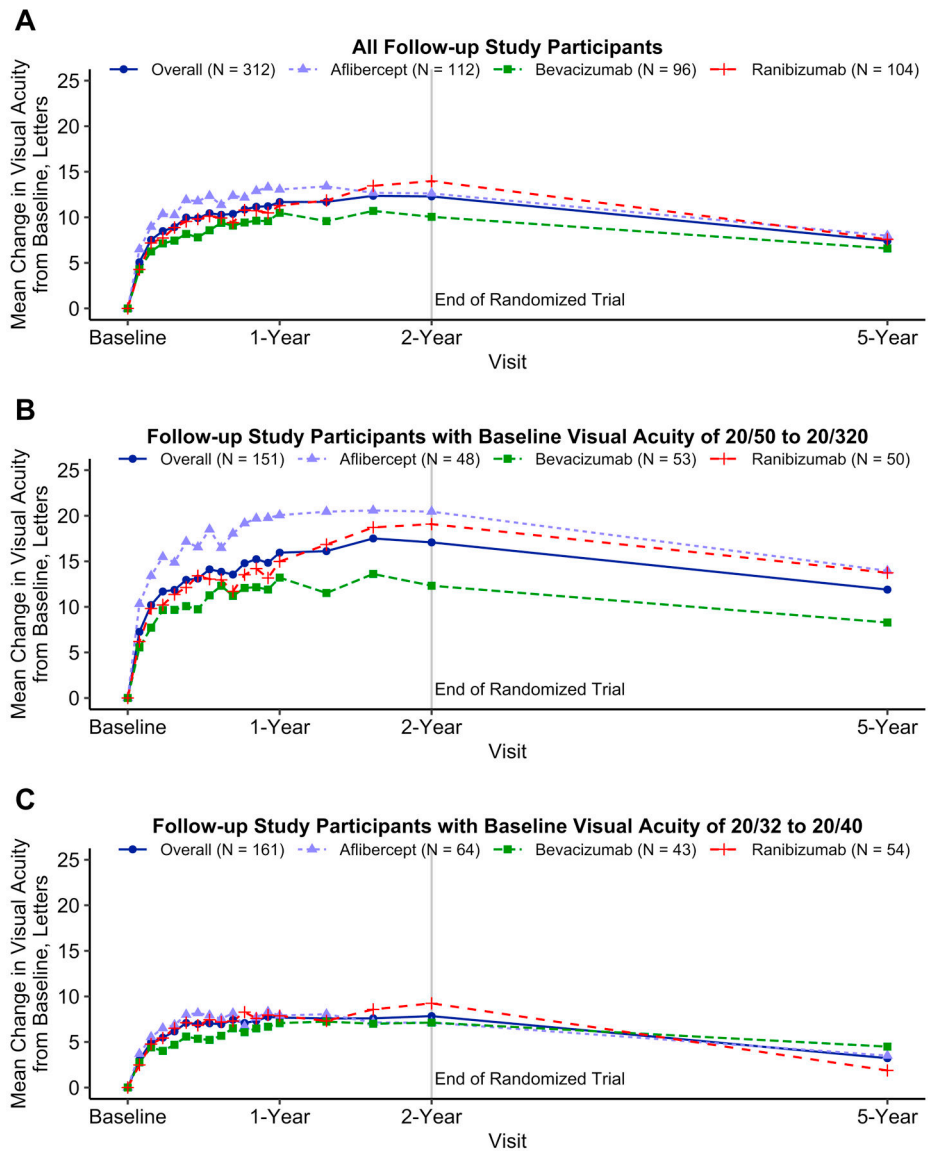 A
All Follow-up Study Participants
Overall (N = 312) Aflibercept (N = 112) Bevacizumab (N = 96) Ranibizumab (N = 104)
Mean Change in Visual Acuity
from Baseline, Letters
25
20
15
10
5
0
End of Randomized Trial
Baseline 1-Year 2-Year 5-Year
Visit
B
Follow-up Study Participants with Baseline Visual Acuity of 20/50 to 20/320
Overall (N = 151) Aflibercept (N = 48) Bevacizumab (N = 53) Ranibizumab (N = 50)
Mean Change in Visual Acuity
from Baseline, Letters
25
20
15
10
5
0
End of Randomized Trial
Baseline 1-Year 2-Year 5-Year
Visit
C
Follow-up Study Participants with Baseline Visual Acuity of 20/32 to 20/40
Overall (N = 161) Aflibercept (N = 64) Bevacizumab (N = 43) Ranibizumab (N = 54)
Mean Change in Visual Acuity
from Baseline, Letters
25
20
15
10
5
0
End of Randomized Trial
Baseline 1-Year 2-Year 5-Year
Visit